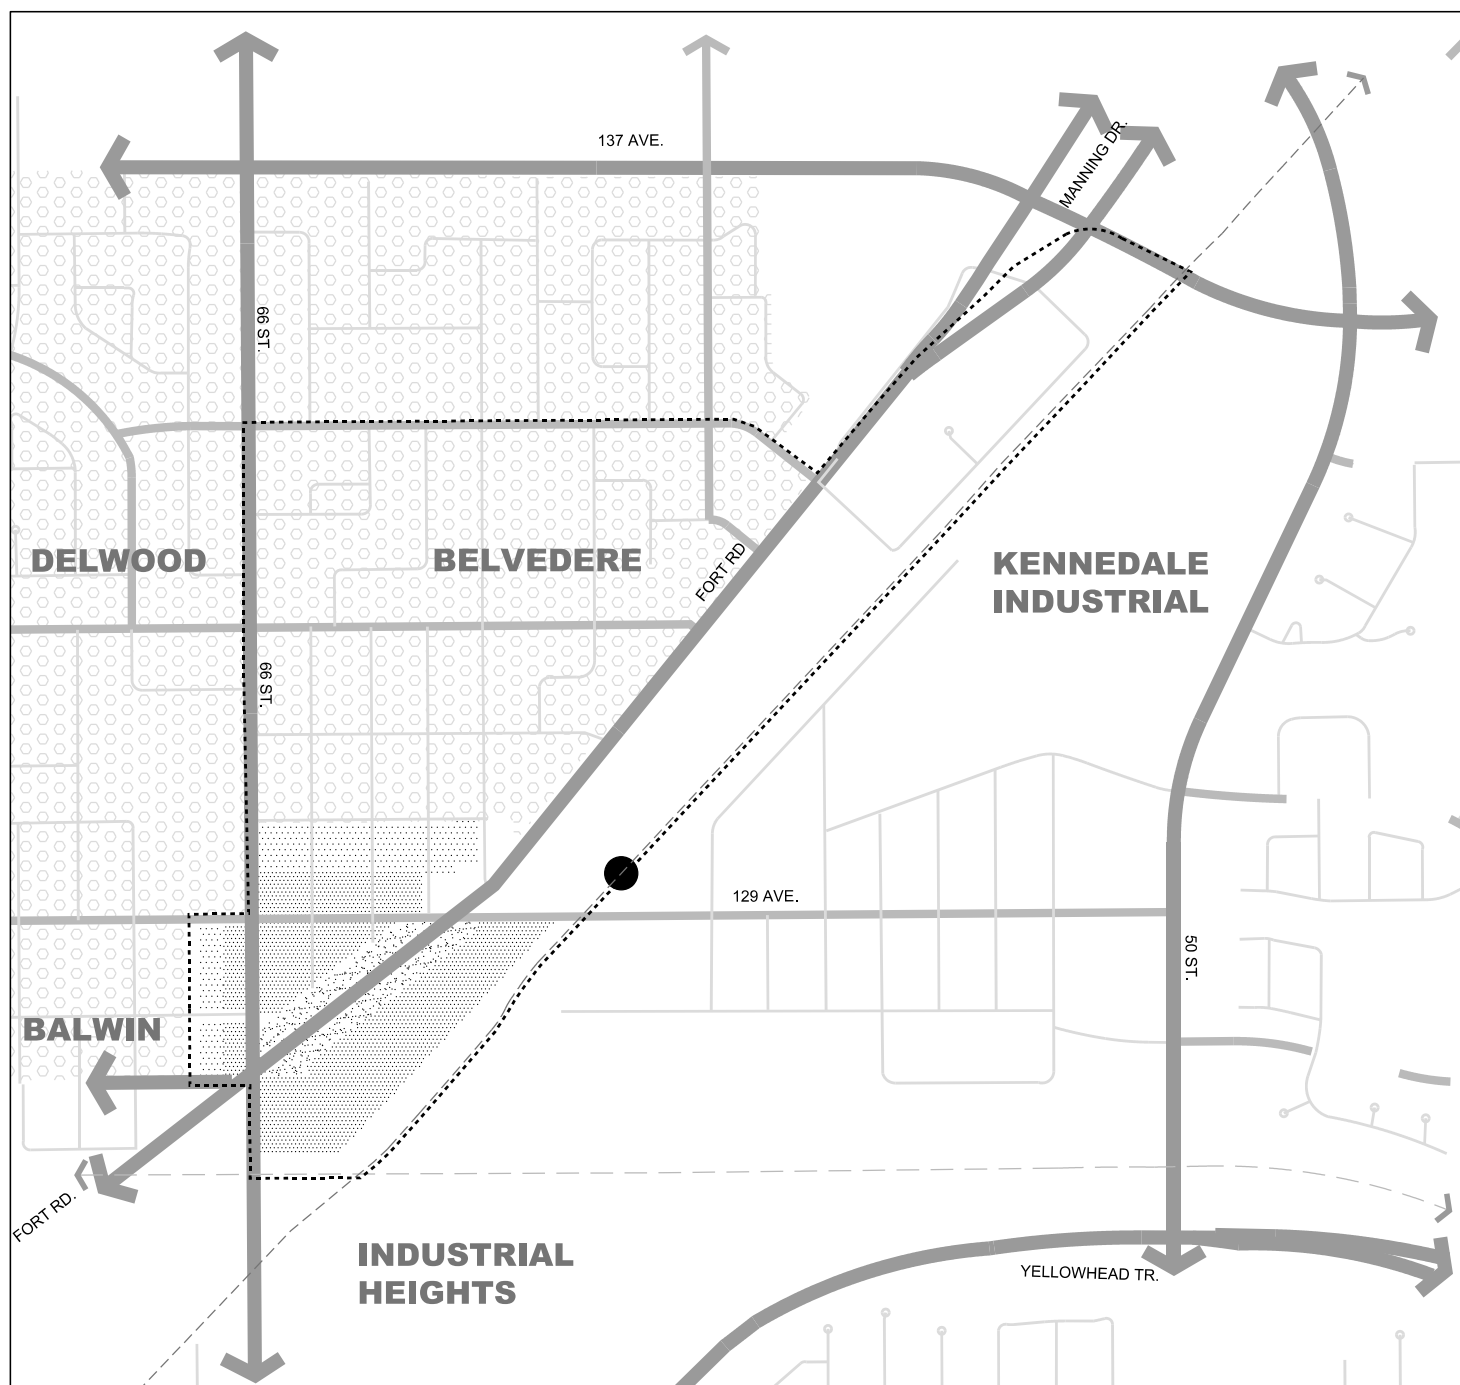 137 AVE.
MANNING DR.
66 ST.
DELWOOD
BELVEDERE
FORT RD
KENNEDALE
INDUSTRIAL
66 ST.
129 AVE.
50 ST.
BALWIN
FORT RD.
INDUSTRIAL
HEIGHTS
YELLOWHEAD TR.